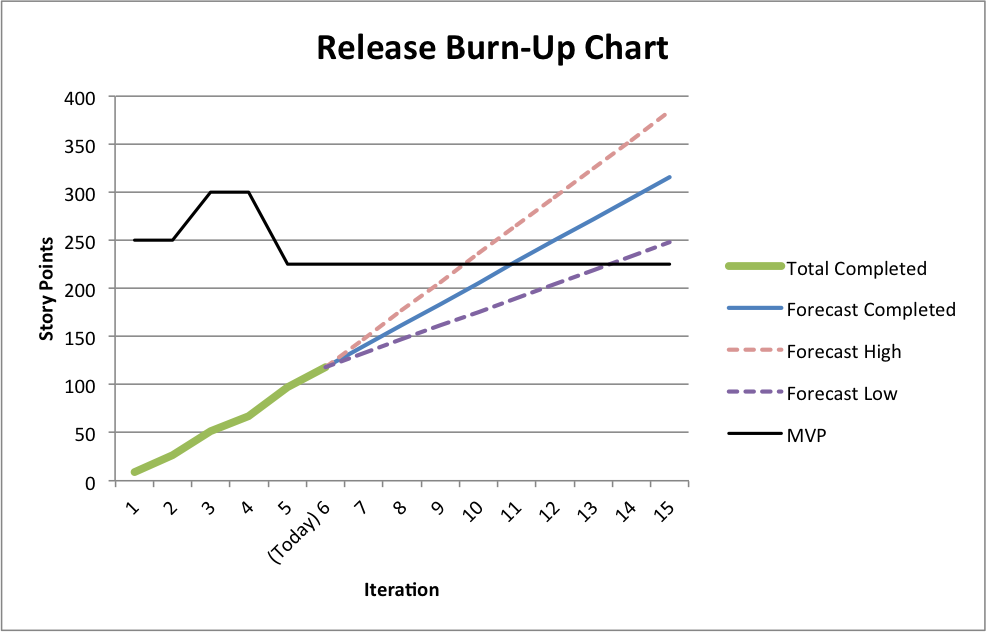 Release Burn-Up Chart
400
350
300
250
200
150
100
50
0
Story Points
1
2
3
4
5
(Today) 6
7
8
9
10
11
12
13
14
15
Iteration
Total Completed
Forecast Completed
Forecast High
Forecast Low
MVP